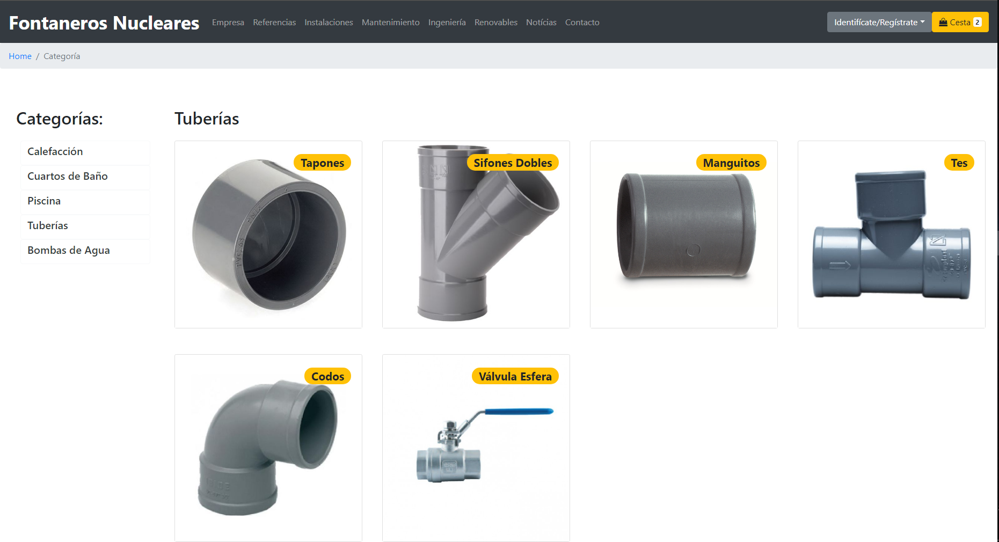 Fontaneros Nucleares Empresa Referencias Instalaciones Mantenimiento Ingeniería Renovables Notícias Contacto Identifícate/Regístrate Cesta 2
Home / Categoría
Categorías:
Calefacción
Cuartos de Baño
Piscina
Tuberías
Bombas de Agua
Tuberías
Tapones
Sifones Dobles
Manguitos
Tes
Codos
Válvula Esfera